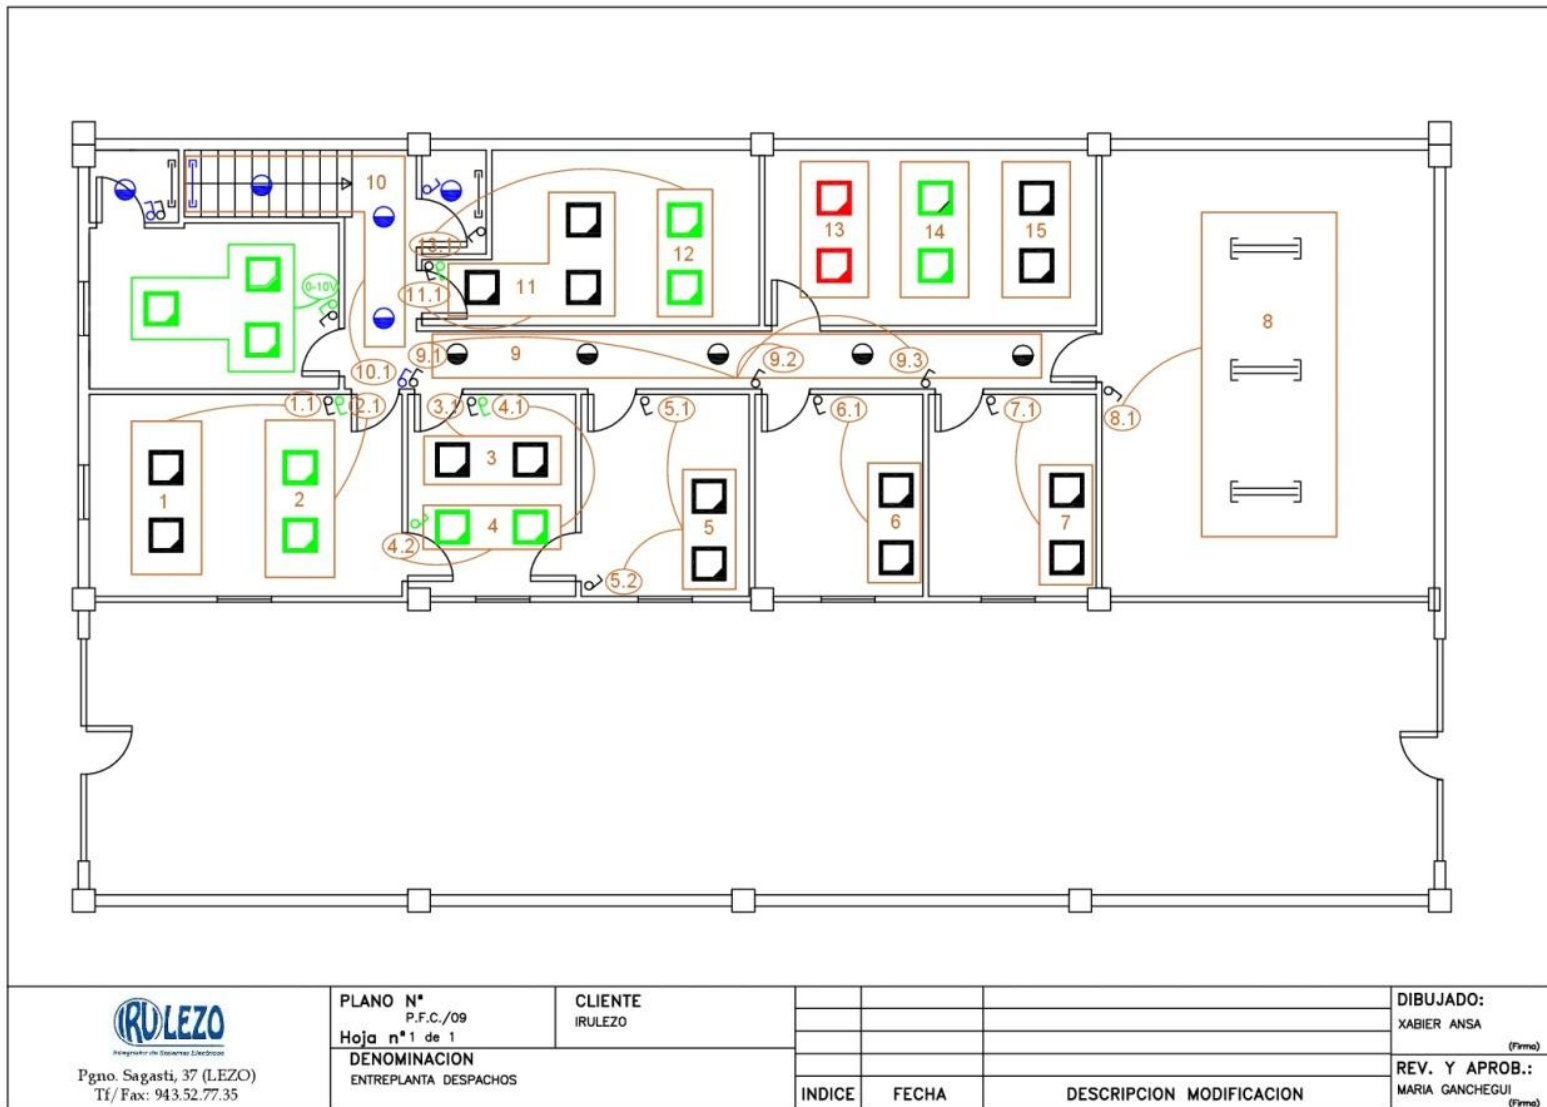 10
13.1
12
13
14
15
0-10V
11.1
11
8
9.1
9
9.2
9.3
10.1
1.1
2.1
3.1
4.1
5.1
6.1
7.1
8.1
3
1
2
4
4.2
5
5.2
6
7
IRULEZO
Integrador de Sistemas Eléctricos
Pgno. Sagasti, 37 (LEZO)
Tf/Fax: 943.52.77.35
PLANO Nº
P.F.C./09
Hoja nº 1 de 1
CLIENTE
IRULEZO
DENOMINACION
ENTREPLANTA DESPACHOS
INDICE
FECHA
DESCRIPCION MODIFICACION
DIBUJADO:
XABIER ANSA
(Firma)
REV. Y APROB.:
MARIA GANCHEGUI
(Firma)